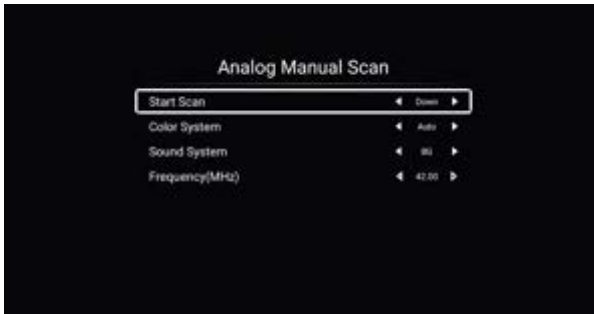 Analog Manual Scan
Start Scan Down
Color System Auto
Sound System BG
Frequency(MHz) 42.00